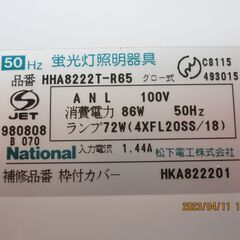 50Hz 蛍光灯照明器具
品番 HHA8222T-R65 グロー式
C8115
493015
S
JET
980808
B 070
ANL 100V
消費電力 86W 50Hz
ランプ72W(4XFL20SS/18)
National 入力電流 1.44A 松下電工株式会社
補修品番 枠付カバー HKA822201
2023/04/11